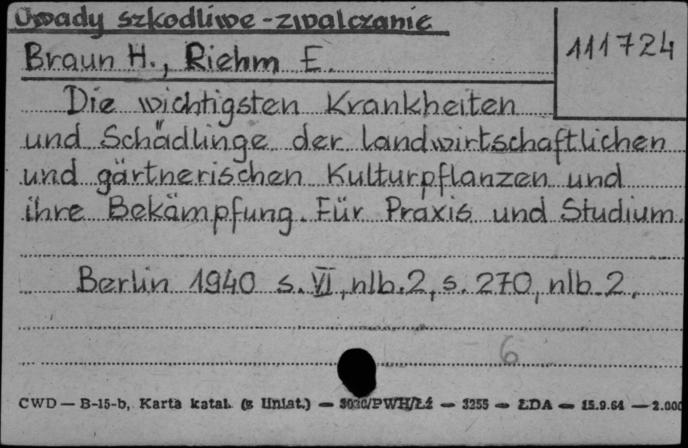 Owady szkodliwe - zwalczanie
Braun H., Riehm E.
111724
Die wichtigsten Krankheiten
und Schädlinge der landwirtschaftlichen
und gärtnerischen Kulturpflanzen und
ihre Bekämpfung. Für Praxis und Studium.
Berlin 1940 s. VI, nlb. 2, s. 270, nlb. 2.
6
CWD — B-15-b, Karta katal. (z liniat.) — 3030/PWH/Łź — 3255 — ŁDA — 15.9.64 — 2.000